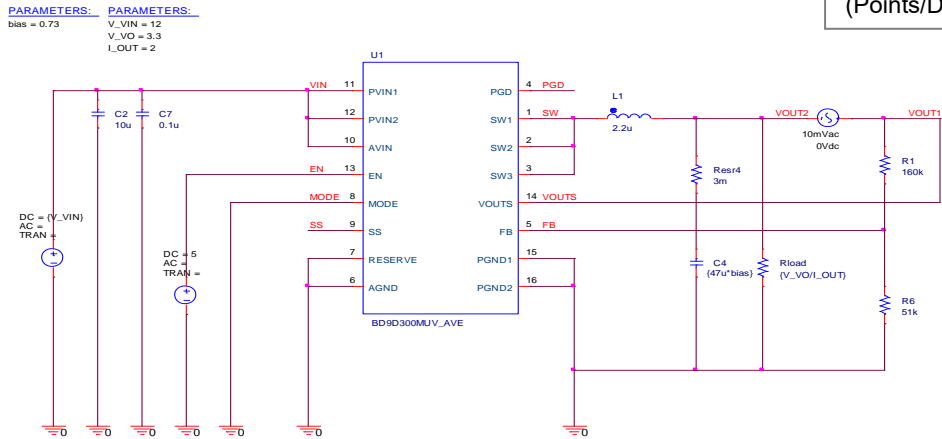 (Points/D
PARAMETERS:
bias = 0.73
PARAMETERS:
V_VIN = 12
V_VO = 3.3
I_OUT = 2
U1
VIN 11 PVIN1 PGD 4 PGD
L1
C2
10u
C7
0.1u
12 PVIN2 SW1 1 SW
2.2u
VOUT2
10mVac
0Vdc
VOUT1
10 AVIN SW2 2
EN 13 EN SW3 3
Resr4
3m
R1
160k
MODE 8 MODE VOUTS 14 VOUTS
SS 9 SS FB 5 FB
DC = {V_VIN}
AC =
TRAN =
DC = 5
AC =
TRAN =
7 RESERVE PGND1 15
C4
{47u*bias}
Rload
{V_VO/I_OUT}
6 AGND PGND2 16
R6
51k
BD9D300MUV_AVE
0 0 0 0 0 0